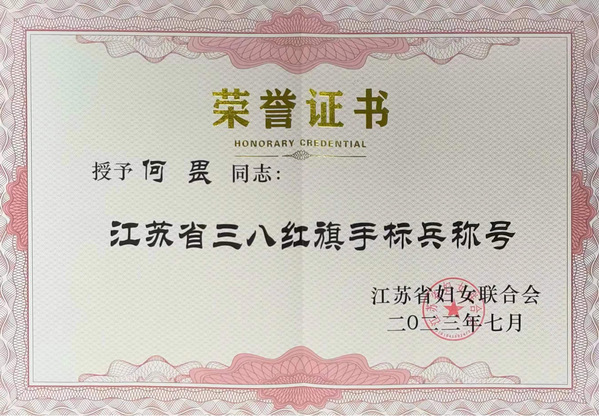 荣誉证书
HONORARY CREDENTIAL
授予何畏同志：
江苏省三八红旗手标兵称号
江苏省妇女联合会
二〇二三年七月